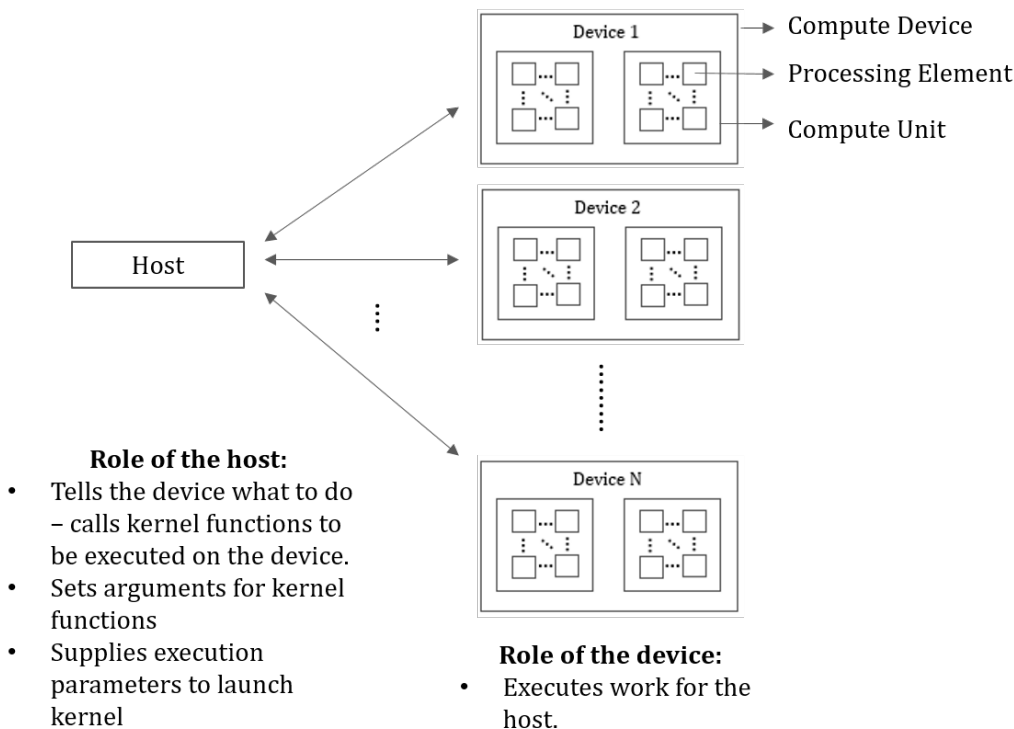 Device 1
Compute Device
Processing Element
Compute Unit
Device 2
Host
Device N
Role of the host:
• Tells the device what to do
– calls kernel functions to
be executed on the device.
• Sets arguments for kernel
functions
• Supplies execution
parameters to launch
kernel
Role of the device:
• Executes work for the
host.